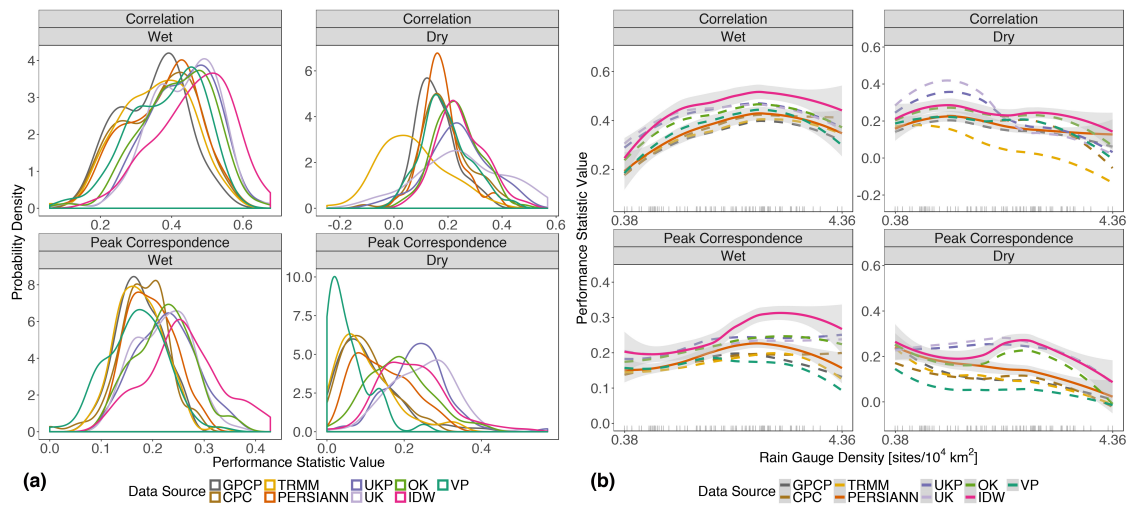 Correlation
Wet
Correlation
Dry
Correlation
Wet
Correlation
Dry
4
3
2
1
0
0.2
0.4
0.6
6
4
2
0
-0.2
0.0
0.2
0.4
0.6
0.6
0.4
0.2
0.38
4.36
0.6
0.4
0.2
0.0
-0.2
0.38
4.36
Probability Density
Performance Statistic Value
Peak Correspondence
Wet
Peak Correspondence
Dry
Peak Correspondence
Wet
Peak Correspondence
Dry
8
6
4
2
0
0.0
0.1
0.2
0.3
0.4
10.0
7.5
5.0
2.5
0.0
0.0
0.2
0.4
0.4
0.3
0.2
0.1
0.0
0.38
4.36
0.6
0.4
0.2
0.0
0.38
4.36
Performance Statistic Value
Rain Gauge Density [sites/10⁴ km²]
(a)
Data Source
GPCP
TRMM
UKP
OK
VP
CPC
PERSIANN
UK
IDW
(b)
Data Source
GPCP
TRMM
UKP
OK
VP
CPC
PERSIANN
UK
IDW